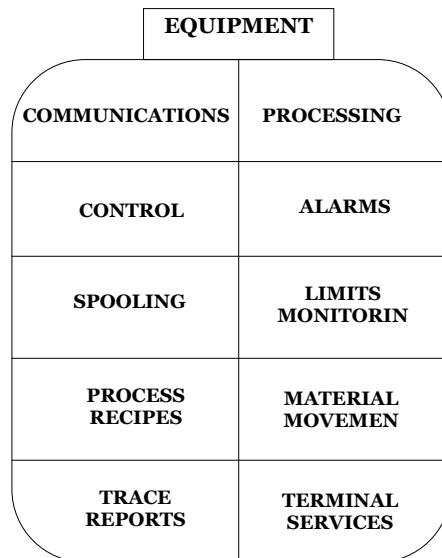 EQUIPMENT
COMMUNICATIONS
PROCESSING
CONTROL
ALARMS
SPOOLING
LIMITS
MONITORIN
PROCESS
RECIPES
MATERIAL
MOVEMEN
TRACE
REPORTS
TERMINAL
SERVICES